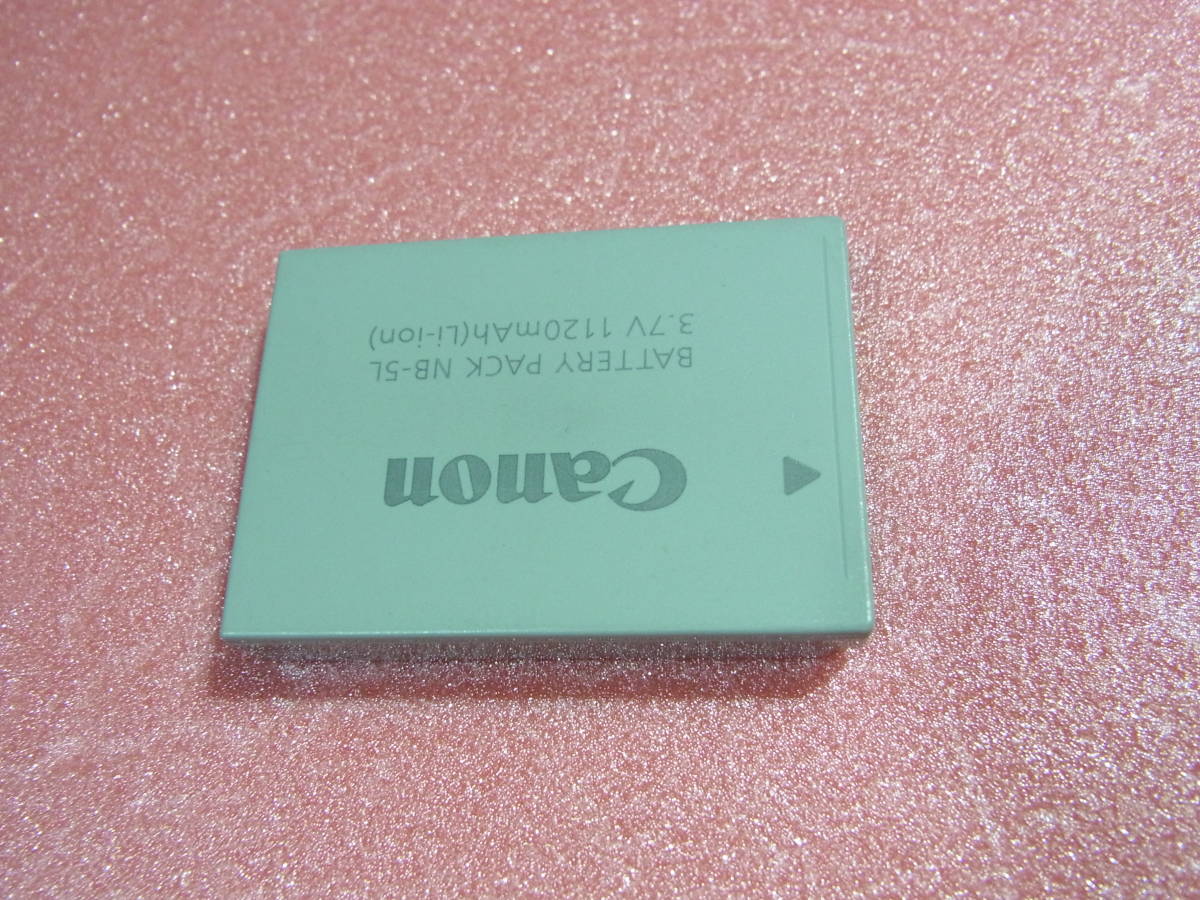 Canon
BATTERY PACK NB-5L
3.7V 1120mAh(Li-ion)